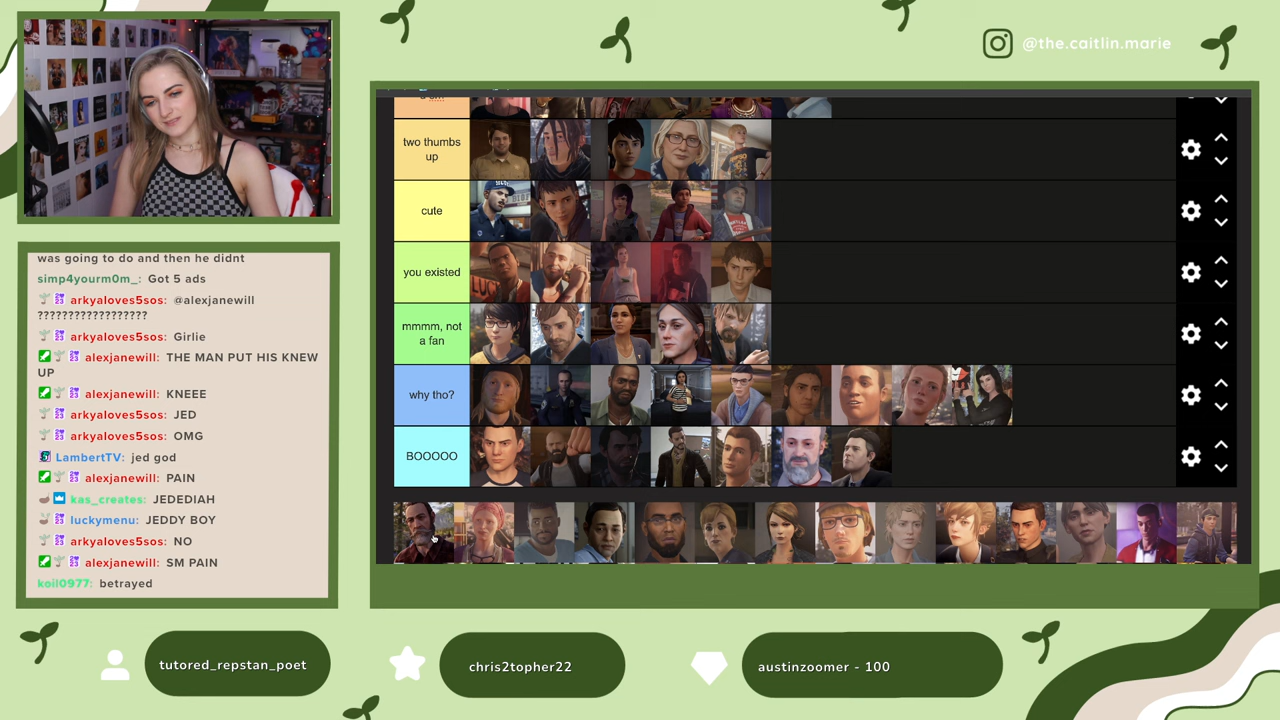 @the.caitlin.marie
two thumbs
up
cute
you existed
mmmm, not
a fan
why tho?
BOOOOO
was going to do and then he didnt
simp4yourm0m_: Got 5 ads
arkyaloves5sos: @alexjanewill
??????????????????
arkyaloves5sos: Girlie
alexjanewill: THE MAN PUT HIS KNEW
UP
alexjanewill: KNEEE
arkyaloves5sos: JED
arkyaloves5sos: OMG
LambertTV: jed god
alexjanewill: PAIN
kas_creates: JEDEDIAH
luckymenu: JEDDY BOY
arkyaloves5sos: NO
alexjanewill: SM PAIN
koil0977: betrayed
tutored_repstan_poet
chris2topher22
austinzoomer - 100